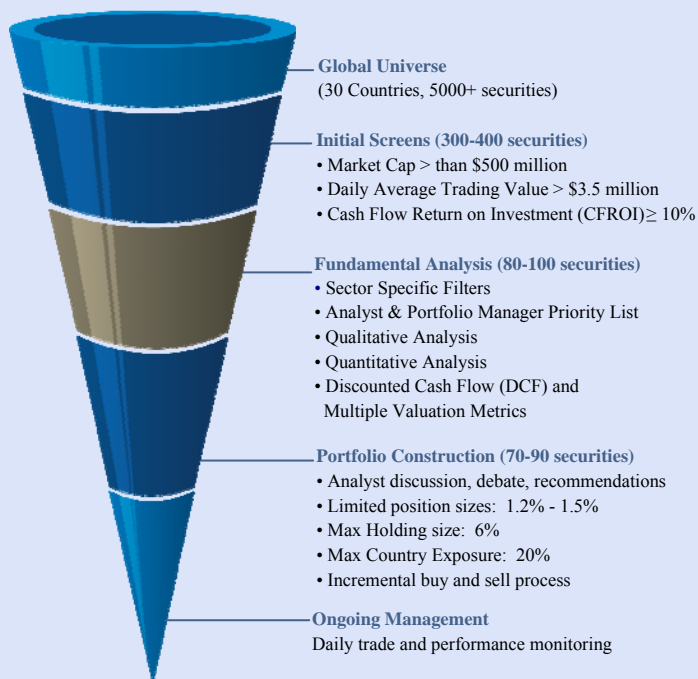 Global Universe
(30 Countries, 5000+ securities)
Initial Screens (300-400 securities)
• Market Cap > than $500 million
• Daily Average Trading Value > $3.5 million
• Cash Flow Return on Investment (CFROI)≥ 10%
Fundamental Analysis (80-100 securities)
• Sector Specific Filters
• Analyst & Portfolio Manager Priority List
• Qualitative Analysis
• Quantitative Analysis
• Discounted Cash Flow (DCF) and
Multiple Valuation Metrics
Portfolio Construction (70-90 securities)
• Analyst discussion, debate, recommendations
• Limited position sizes: 1.2% - 1.5%
• Max Holding size: 6%
• Max Country Exposure: 20%
• Incremental buy and sell process
Ongoing Management
Daily trade and performance monitoring